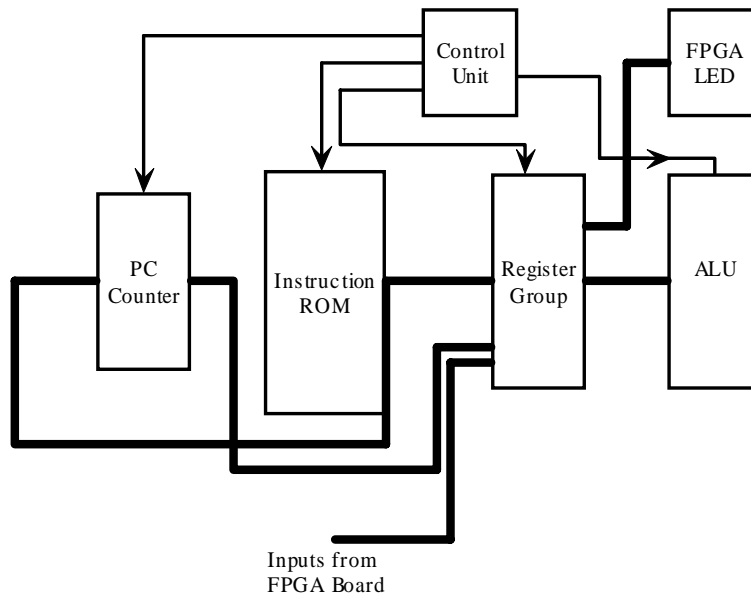 Control
Unit
FPGA
LED
PC
Counter
Instruction
ROM
Register
Group
ALU
Inputs from
FPGA Board